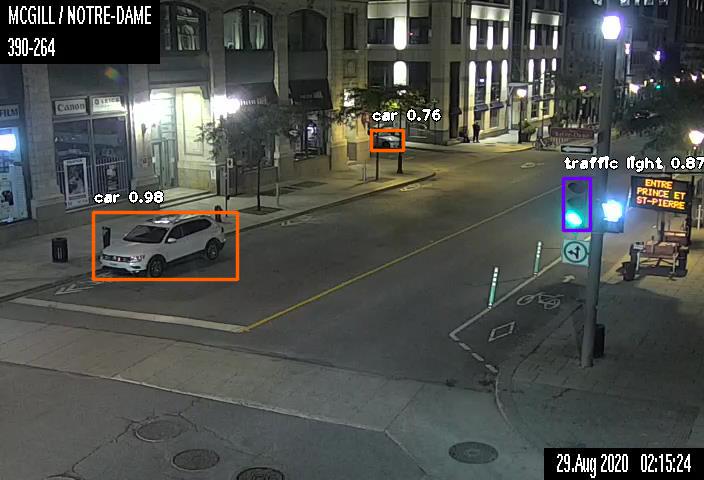 MCGILL / NOTRE-DAME
390-264
car 0.76
traffic light 0.87
car 0.98
Canon
ENTRE
PRINCE ET
ST-PIERRE
29.Aug 2020 02:15:24